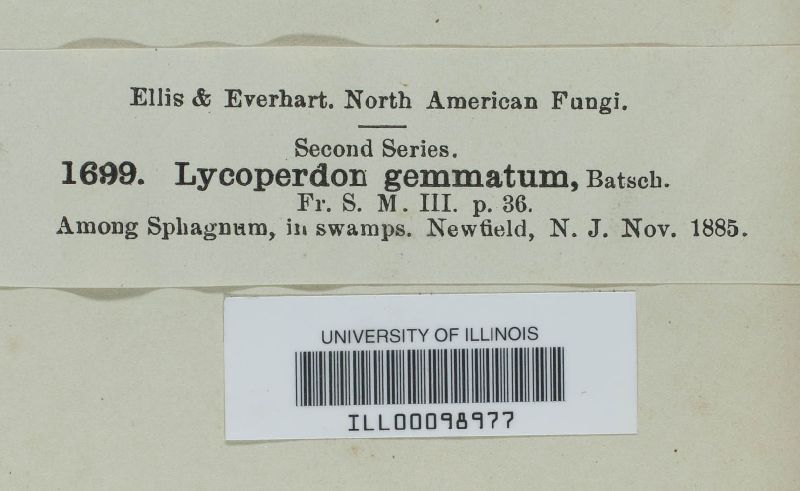 Ellis & Everhart. North American Fungi.
Second Series.
1699. Lycoperdon gemmatum, Batsch.
Fr. S. M. III. p. 36.
Among Sphagnum, in swamps. Newfield, N. J. Nov. 1885.
UNIVERSITY OF ILLINOIS
ILL00098977